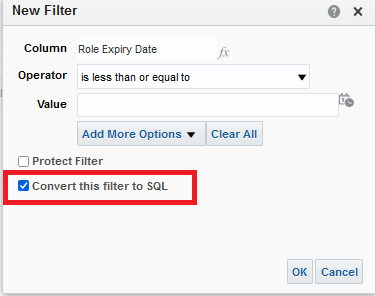 New Filter
Column Role Expiry Date fx
Operator is less than or equal to
Value
Add More Options Clear All
Protect Filter
Convert this filter to SQL
OK Cancel